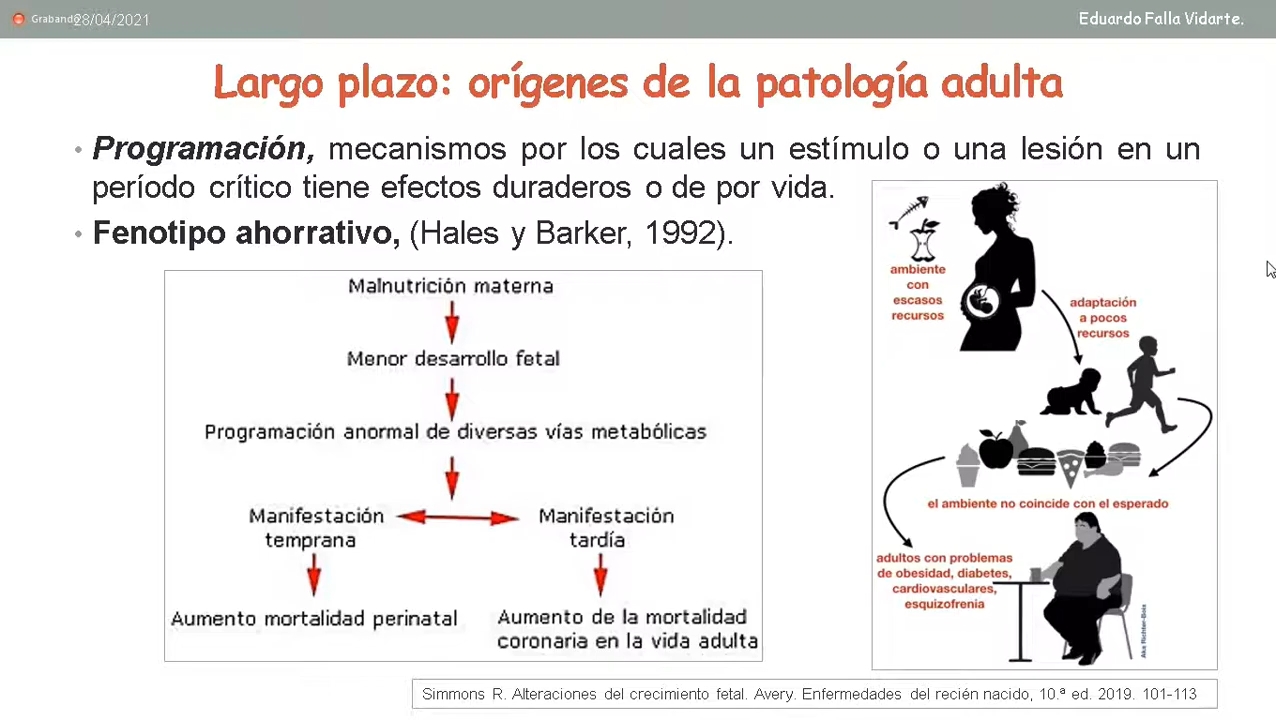 Grabando
28/04/2021
Eduardo Falla Vidarte.
Largo plazo: orígenes de la patología adulta
• Programación, mecanismos por los cuales un estímulo o una lesión en un
período crítico tiene efectos duraderos o de por vida.
• Fenotipo ahorrativo, (Hales y Barker, 1992).
Malnutrición materna
Menor desarrollo fetal
Programación anormal de diversas vías metabólicas
Manifestación
temprana
Manifestación
tardía
Aumento mortalidad perinatal
Aumento de la mortalidad
coronaria en la vida adulta
ambiente
con
escasos
recursos
adaptación
a pocos
recursos
el ambiente no coincide con el esperado
adultos con problemas
de obesidad, diabetes,
cardiovasculares,
esquizofrenia
Aka Richter-Bois
Simmons R. Alteraciones del crecimiento fetal. Avery. Enfermedades del recién nacido, 10.ª ed. 2019. 101-113